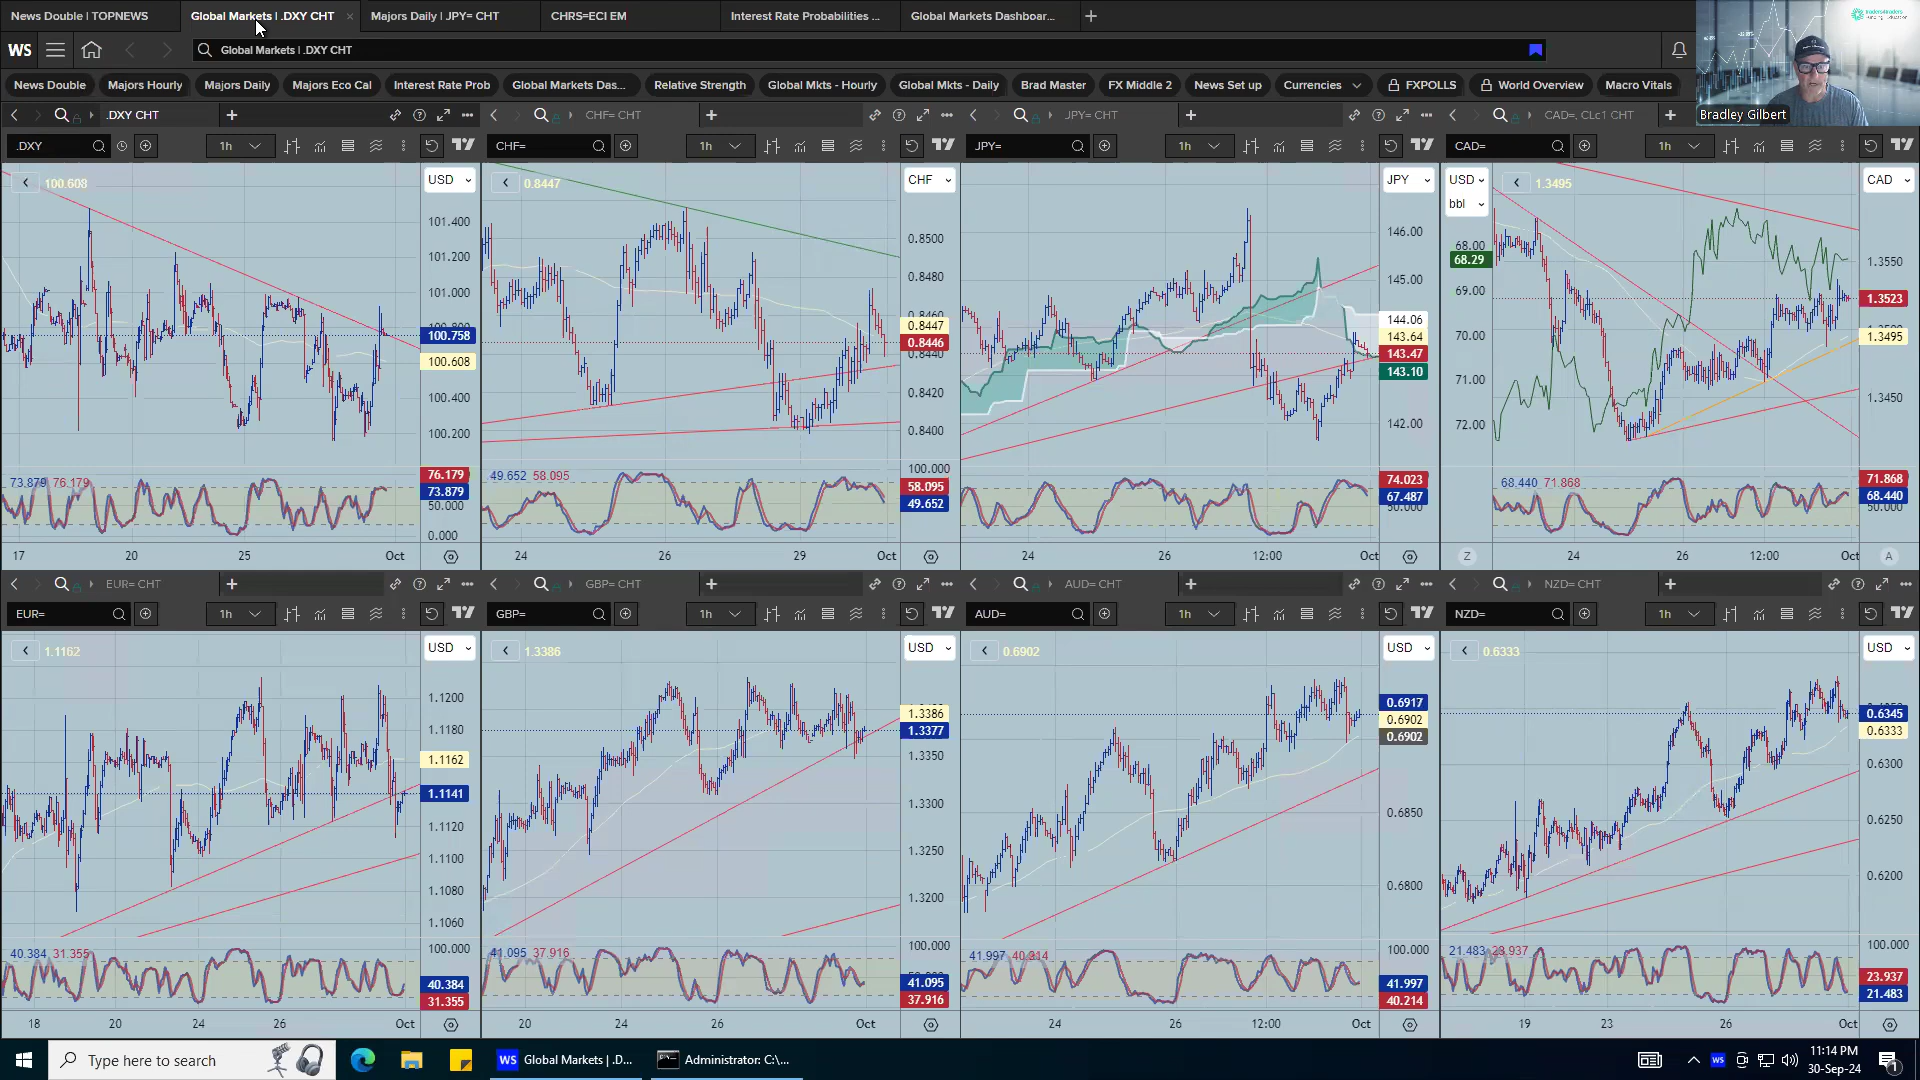 News Double | TOPNEWS
Global Markets | .DXY CHT
Majors Daily | JPY= CHT
CHRS=ECI EM
Interest Rate Probabilities ...
Global Markets Dashboar...
WS
Global Markets | .DXY CHT
News Double
Majors Hourly
Majors Daily
Majors Eco Cal
Interest Rate Prob
Global Markets Das...
Relative Strength
Global Mkts - Hourly
Global Mkts - Daily
Brad Master
FX Middle 2
News Set up
Currencies
FXPOLLS
World Overview
Macro Vitals
Bradley Gilbert
.DXY CHT
CHF= CHT
JPY= CHT
CAD=, CLc1 CHT
.DXY
1h
CHF=
1h
JPY=
1h
CAD=
1h
100.608
USD
101.400
101.200
101.000
100.758
100.608
100.400
100.200
73.879 76.179
76.179
73.879
50.000
0.000
17
20
25
Oct
0.8447
CHF
0.8500
0.8480
0.8460
0.8447
0.8446
0.8440
0.8420
0.8400
49.652 58.095
100.000
58.095
49.652
24
26
29
Oct
JPY
146.00
145.00
144.06
143.64
143.47
143.10
142.00
74.023
67.487
50.000
24
26
12:00
Oct
USD
bbl
1.3495
CAD
68.00
68.29
69.00
70.00
71.00
72.00
1.3550
1.3523
1.3495
1.3450
68.440 71.868
71.868
68.440
50.000
Z
24
26
12:00
Oct
A
EUR= CHT
GBP= CHT
AUD= CHT
NZD= CHT
EUR=
1h
GBP=
1h
AUD=
1h
NZD=
1h
1.1162
USD
1.1200
1.1180
1.1162
1.1141
1.1120
1.1100
1.1080
1.1060
40.384 31.355
100.000
40.384
31.355
18
20
24
26
Oct
1.3386
USD
1.3386
1.3377
1.3350
1.3300
1.3250
1.3200
41.095 37.916
100.000
41.095
37.916
20
24
26
Oct
0.6902
USD
0.6917
0.6902
0.6902
0.6850
0.6800
41.997 40.214
100.000
41.997
40.214
24
26
12:00
Oct
0.6333
USD
0.6345
0.6333
0.6300
0.6250
0.6200
21.483 23.937
100.000
23.937
21.483
19
23
26
Oct
Type here to search
WS Global Markets | .D...
Administrator: C:\...
WS
11:14 PM
30-Sep-24
1